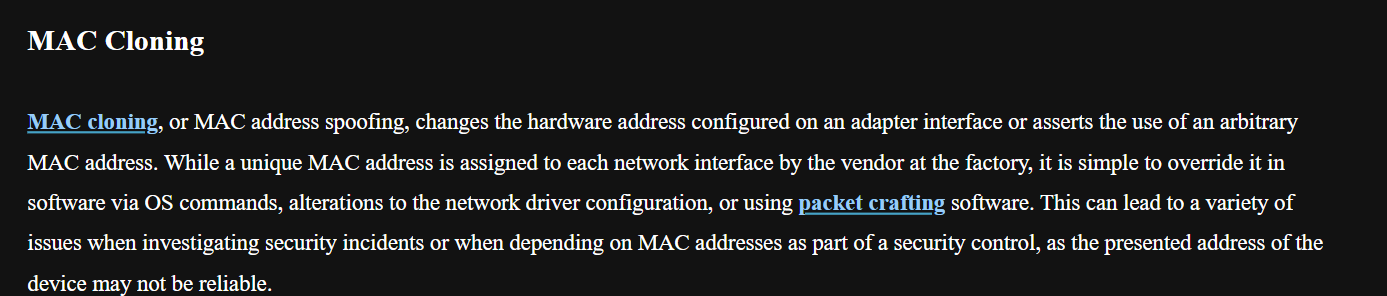 MAC Cloning
MAC cloning, or MAC address spoofing, changes the hardware address configured on an adapter interface or asserts the use of an arbitrary
MAC address. While a unique MAC address is assigned to each network interface by the vendor at the factory, it is simple to override it in
software via OS commands, alterations to the network driver configuration, or using packet crafting software. This can lead to a variety of
issues when investigating security incidents or when depending on MAC addresses as part of a security control, as the presented address of the
device may not be reliable.